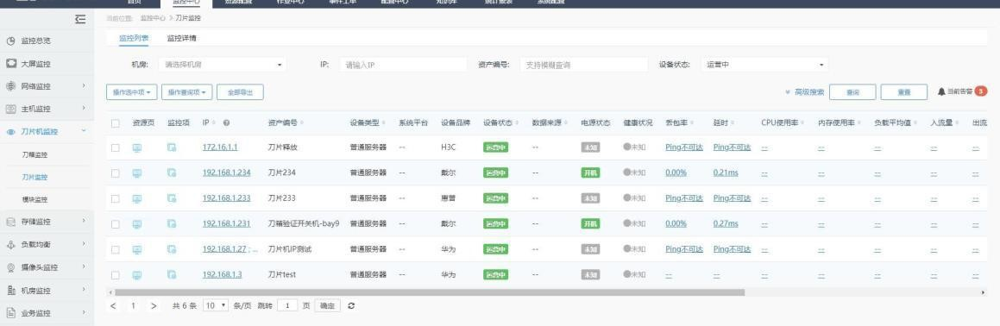 首页 监控中心 资源配置 作业中心 事件工单 配置中心 知识库 统计报表 系统配置
当前位置: 监控中心 > 刀片监控
监控总览
大屏监控
网络监控
主机监控
刀片机监控
刀箱监控
刀片监控
模块监控
存储监控
负载均衡
摄像头监控
机房监控
业务监控
监控列表 监控详情
机房: 请选择机房 IP: 请输入IP 资产编号: 支持模糊查询 设备状态: 运营中
操作选中项 操作查询项 全部导出 高级搜索 查询 重置 当前告警 3
资源页 监控项 IP 资产编号 设备类型 系统平台 设备品牌 设备状态 数据来源 电源状态 健康状况 丢包率 延时 CPU使用率 内存使用率 负载平均值 入流量 出流
172.16.1.1 刀片释放 普通服务器 -- H3C 运营中 -- 未知 未知 Ping不可达 Ping不可达 -- -- -- -- --
192.168.1.234 刀片234 普通服务器 -- 戴尔 运营中 -- 开机 未知 0.00% 0.21ms -- -- -- -- --
192.168.1.233 刀片233 普通服务器 -- 惠普 运营中 -- 未知 未知 Ping不可达 Ping不可达 -- -- -- -- --
192.168.1.231 刀箱验证开关机-bay9 普通服务器 -- 戴尔 运营中 -- 开机 未知 0.00% 0.27ms -- -- -- -- --
192.168.1.27 ; ... 刀片机IP测试 普通服务器 -- 华为 运营中 -- 未知 未知 Ping不可达 Ping不可达 -- -- -- -- --
192.168.1.3 刀片test 普通服务器 -- 华为 运营中 -- 未知 未知 -- -- -- -- -- -- --
< 1 > 共 6 条 10 条/页 跳转 1 页 确定